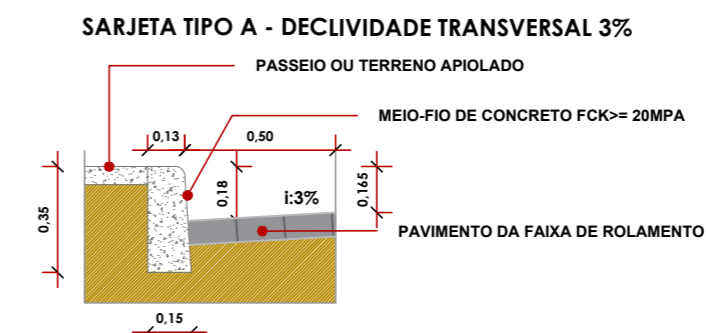 SARJETA TIPO A - DECLIVIDADE TRANSVERSAL 3%
PASSEIO OU TERRENO APIOLADO
MEIO-FIO DE CONCRETO FCK>= 20MPA
0,13
0,50
0,35
0,18
i:3%
0,165
PAVIMENTO DA FAIXA DE ROLAMENTO
0,15